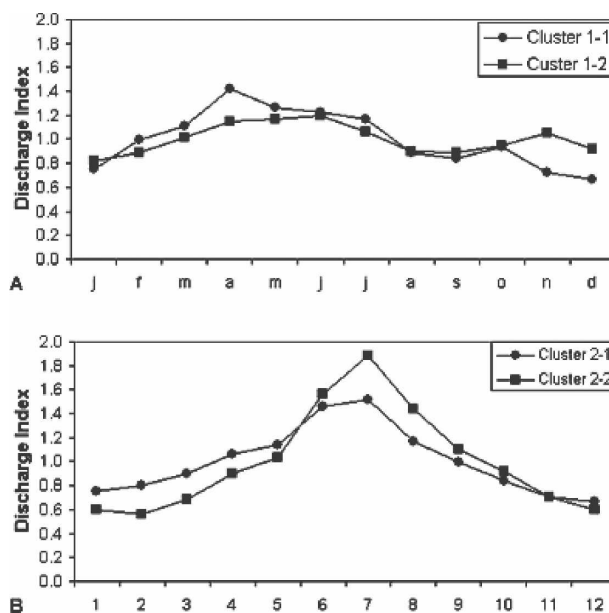 2.0
1.8
1.6
1.4
1.2
1.0
0.8
0.6
0.4
0.2
0.0
Discharge Index
Cluster 1-1
Custer 1-2
A
j f m a m j j a s o n d
2.0
1.8
1.6
1.4
1.2
1.0
0.8
0.6
0.4
0.2
0.0
Discharge Index
Cluster 2-1
Cluster 2-2
B
1 2 3 4 5 6 7 8 9 10 11 12